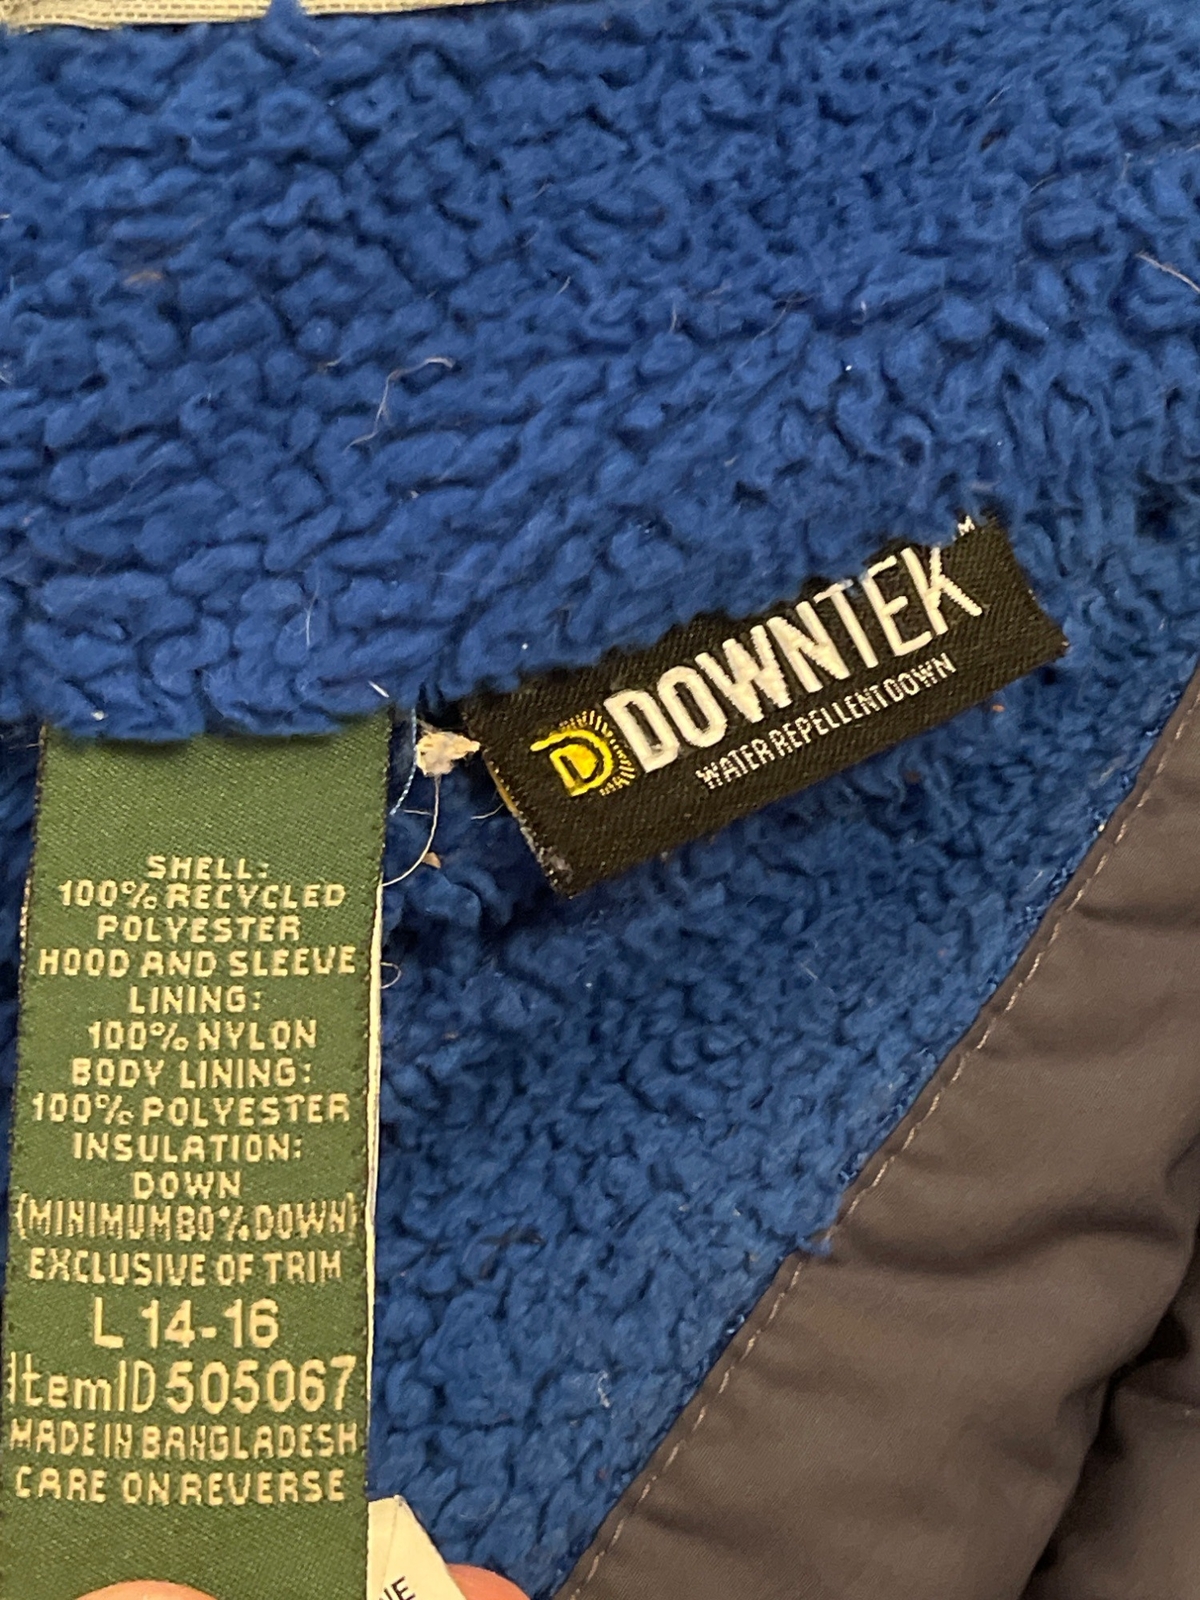 DOWNTEK™
WATER REPELLENT DOWN
SHELL:
100% RECYCLED
POLYESTER
HOOD AND SLEEVE
LINING:
100% NYLON
BODY LINING:
100% POLYESTER
INSULATION:
DOWN
(MINIMUM 80% DOWN)
EXCLUSIVE OF TRIM
L 14-16
ItemID 505067
MADE IN BANGLADESH
CARE ON REVERSE